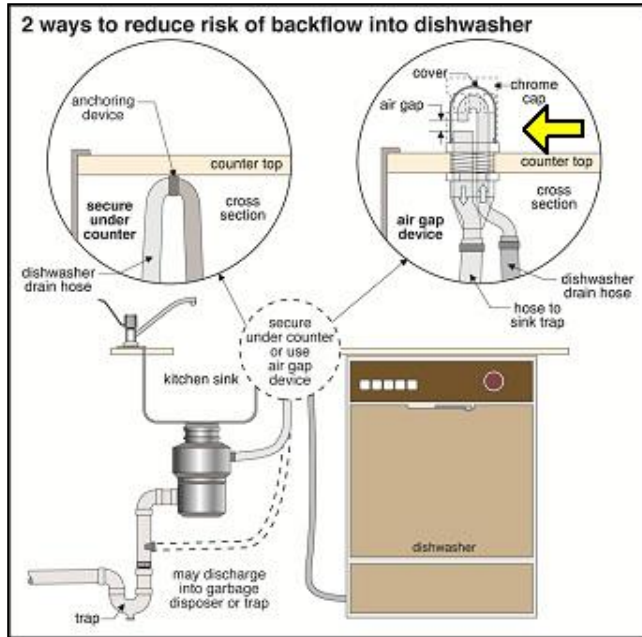 2 ways to reduce risk of backflow into dishwasher
anchoring
device
counter top
secure
under
counter
cross
section
dishwasher
drain hose
cover
chrome
cap
air gap
counter top
cross
section
air gap
device
dishwasher
drain hose
hose to
sink trap
secure
under counter
or use
air gap
device
kitchen sink
dishwasher
may discharge
into garbage
disposer or trap
trap